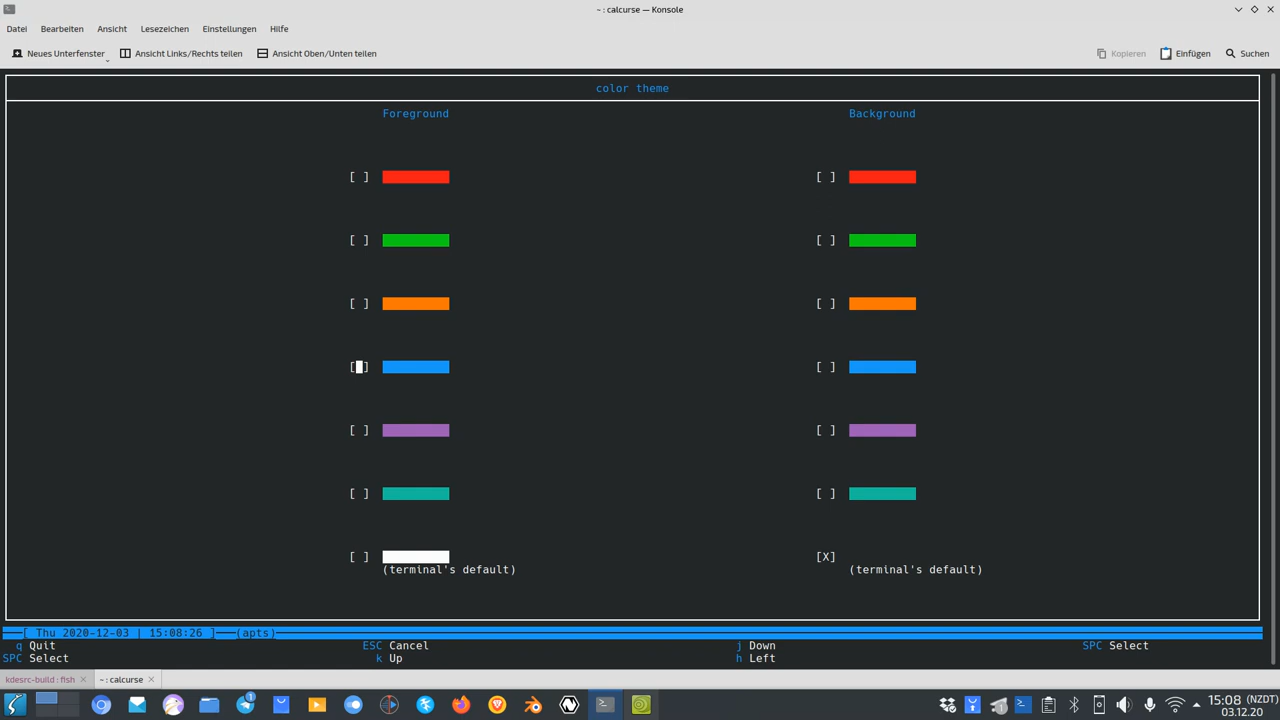 ~ : calcurse — Konsole
Datei Bearbeiten Ansicht Lesezeichen Einstellungen Hilfe
Neues Unterfenster Ansicht Links/Rechts teilen Ansicht Oben/Unten teilen Kopieren Einfügen Suchen
color theme
Foreground Background
[ ] [ ]
[ ] [ ]
[ ] [ ]
[ ] [ ]
[ ] [ ]
[ ] [ ]
[ ] [X]
(terminal's default) (terminal's default)
[ Thu 2020-12-03 | 15:08:26 ] (apts)
q Quit ESC Cancel j Down SPC Select
SPC Select k Up h Left
kdesrc-build : fish ~ : calcurse
1
1
15:08 (NZDT)
03.12.20